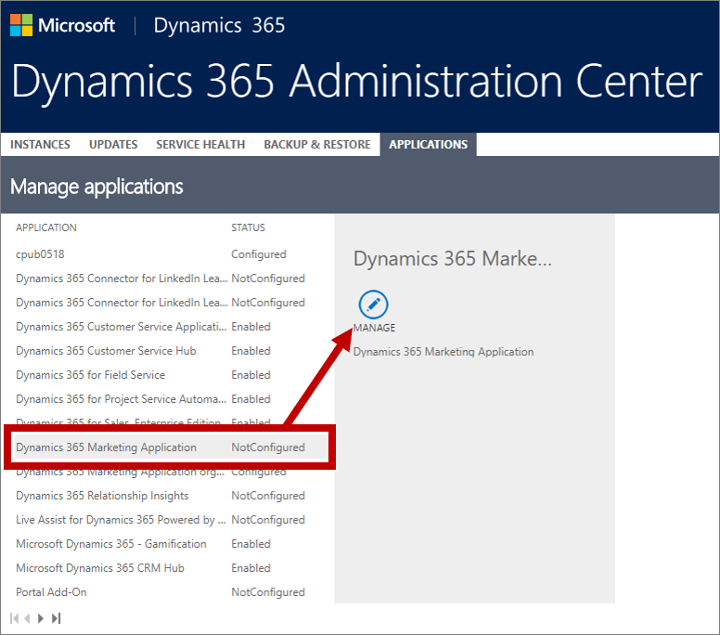 Microsoft | Dynamics 365
Dynamics 365 Administration Center
INSTANCES UPDATES SERVICE HEALTH BACKUP & RESTORE APPLICATIONS
Manage applications
APPLICATION STATUS
cpub0518 Configured
Dynamics 365 Connector for LinkedIn Lea... NotConfigured
Dynamics 365 Connector for LinkedIn Lea... NotConfigured
Dynamics 365 Customer Service Applicati... Enabled
Dynamics 365 Customer Service Hub Enabled
Dynamics 365 for Field Service Enabled
Dynamics 365 for Project Service Automa... Enabled
Dynamics 365 for Sales, Enterprise Edition Enabled
Dynamics 365 Marketing Application NotConfigured
Dynamics 365 Marketing Application org... Configured
Dynamics 365 Relationship Insights NotConfigured
Live Assist for Dynamics 365 Powered by ... NotConfigured
Microsoft Dynamics 365 - Gamification Enabled
Microsoft Dynamics 365 CRM Hub Enabled
Portal Add-On NotConfigured
Dynamics 365 Marke...
MANAGE
Dynamics 365 Marketing Application